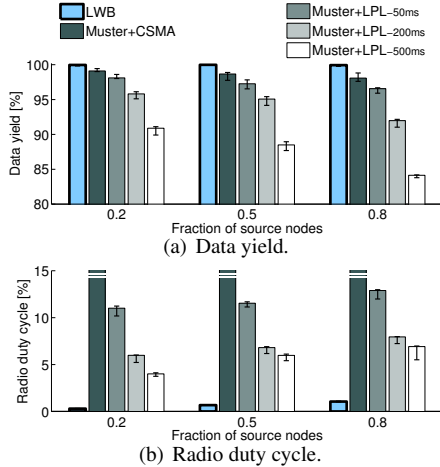 LWB
Muster+CSMA
Muster+LPL-50ms
Muster+LPL-200ms
Muster+LPL-500ms
Data yield [%]
100
95
90
85
80
0.2
0.5
0.8
Fraction of source nodes
(a) Data yield.
Radio duty cycle [%]
15
10
5
0
0.2
0.5
0.8
Fraction of source nodes
(b) Radio duty cycle.